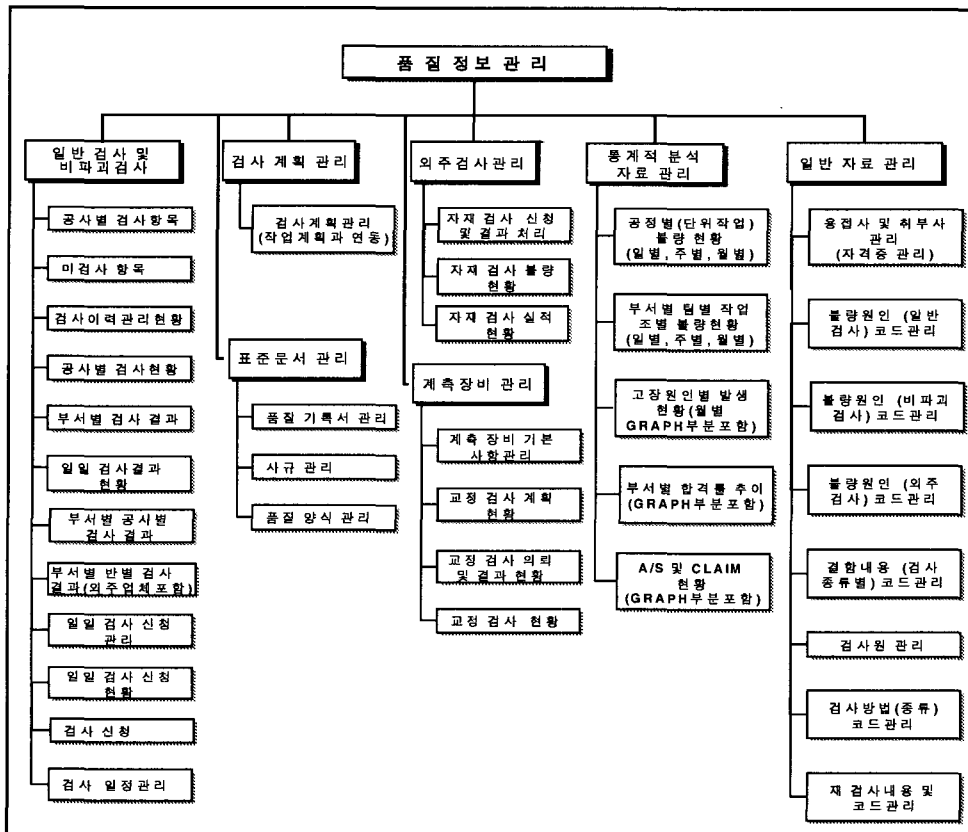 품질정보관리
일반 검사 및
비파괴검사
공사별 검사항목
미검사 항목
검사이력관리현황
공사별 검사현황
부서별 검사 결과
일일 검사결과
현황
부서별 공사별
검사 결과
부서별 반별 검사
결과(외주업체포함)
일일 검사 신청
관리
일일 검사 신청
현황
검사 신청
검사 일정관리
검사 계획 관리
검사계획관리
(작업계획과 연동)
표준문서 관리
품질 기록서 관리
사규 관리
품질 양식 관리
외주검사관리
자재 검사 신청
및 결과 처리
자재 검사 불량
현황
자재 검사 실적
현황
계측장비 관리
계측 장비 기본
사항관리
교정 검사 계획
현황
교정 검사 의뢰
및 결과 현황
교정 검사 현황
통계적 분석
자료 관리
공정별(단위작업)
불량 현황
(일별,주별,월별)
부서별 팀별 작업
조별 불량현황
(일별,주별,월별)
고장원인별 발생
현황(월별
GRAPH부분포함)
부서별 합격률 추이
(GRAPH부분포함)
A/S 및 CLAIM
현황
(GRAPH부분포함)
일반 자료 관리
용접사 및 취부사
관리
(자격증 관리)
불량원인 (일반
검사) 코드관리
불량원인 (비파괴
검사) 코드관리
불량원인 (외주
검사) 코드관리
결함내용 (검사
종류별) 코드관리
검사원 관리
검사방법(종류)
코드관리
재 검사내용 및
코드관리